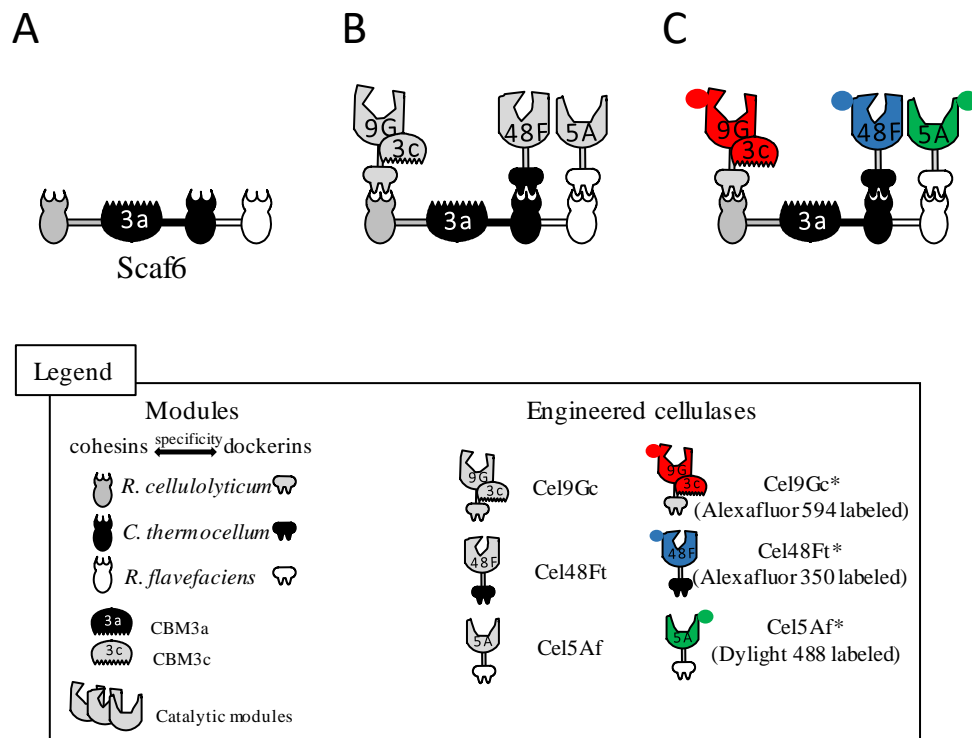 A
B
C
9G
3c
48F
5A
9G
3c
48F
5A
3a
3a
3a
Scaf6
Legend
Modules
Engineered cellulases
cohesins specificity dockerins
R. cellulolyticum
C. thermocellum
R. flavefaciens
3a CBM3a
3c CBM3c
Catalytic modules
9G
3c
Cel9Gc
9G
3c
Cel9Gc*
(Alexafluor 594 labeled)
48F
Cel48Ft
48F
Cel48Ft*
(Alexafluor 350 labeled)
5A
Cel5Af
5A
Cel5Af*
(Dylight 488 labeled)